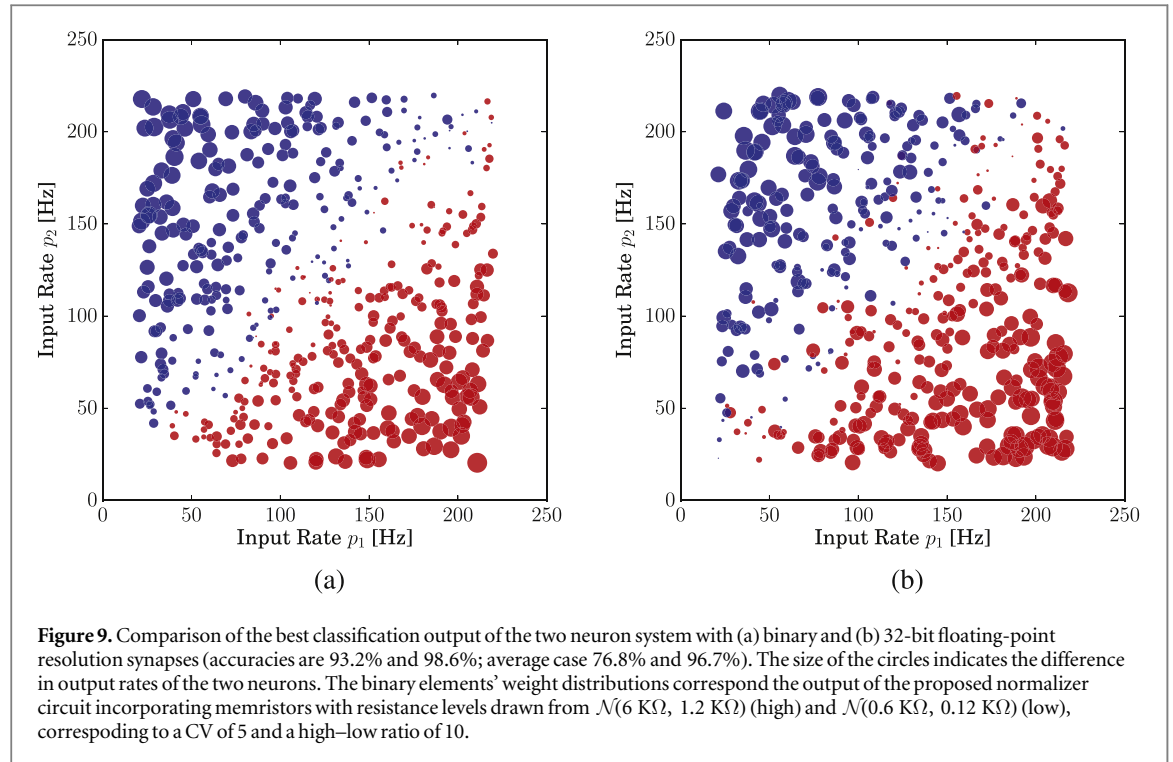 250
200
150
100
50
0
Input Rate p₂ [Hz]
0 50 100 150 200 250
Input Rate p₁ [Hz]
(a)
250
200
150
100
50
0
Input Rate p₂ [Hz]
0 50 100 150 200 250
Input Rate p₁ [Hz]
(b)
Figure 9. Comparison of the best classification output of the two neuron system with (a) binary and (b) 32-bit floating-point
resolution synapses (accuracies are 93.2% and 98.6%; average case 76.8% and 96.7%). The size of the circles indicates the difference
in output rates of the two neurons. The binary elements' weight distributions correspond the output of the proposed normalizer
circuit incorporating memristors with resistance levels drawn from 𝒩(6 KΩ, 1.2 KΩ) (high) and 𝒩(0.6 KΩ, 0.12 KΩ) (low),
correspoding to a CV of 5 and a high–low ratio of 10.